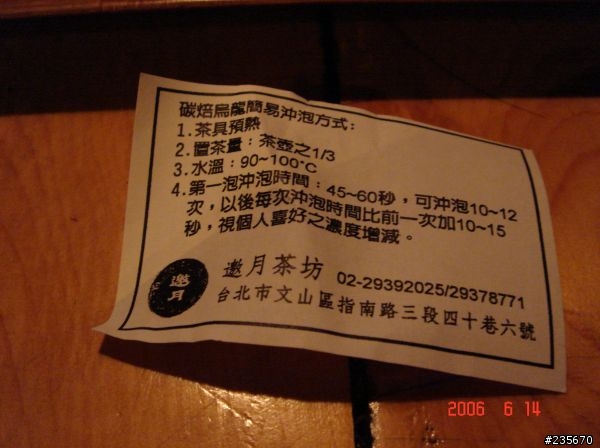 碳焙烏龍簡易沖泡方式:
1.茶具預熱
2.置茶量：茶壺之1/3
3.水溫：90~100°C
4.第一泡沖泡時間：45~60秒，可沖泡10~12
次，以後每次沖泡時間比前一次加10~15
秒，視個人喜好之濃度增減。
邀月
邀月茶坊 02-29392025/29378771
台北市文山區指南路三段四十巷六號
2006 6 14
#235670